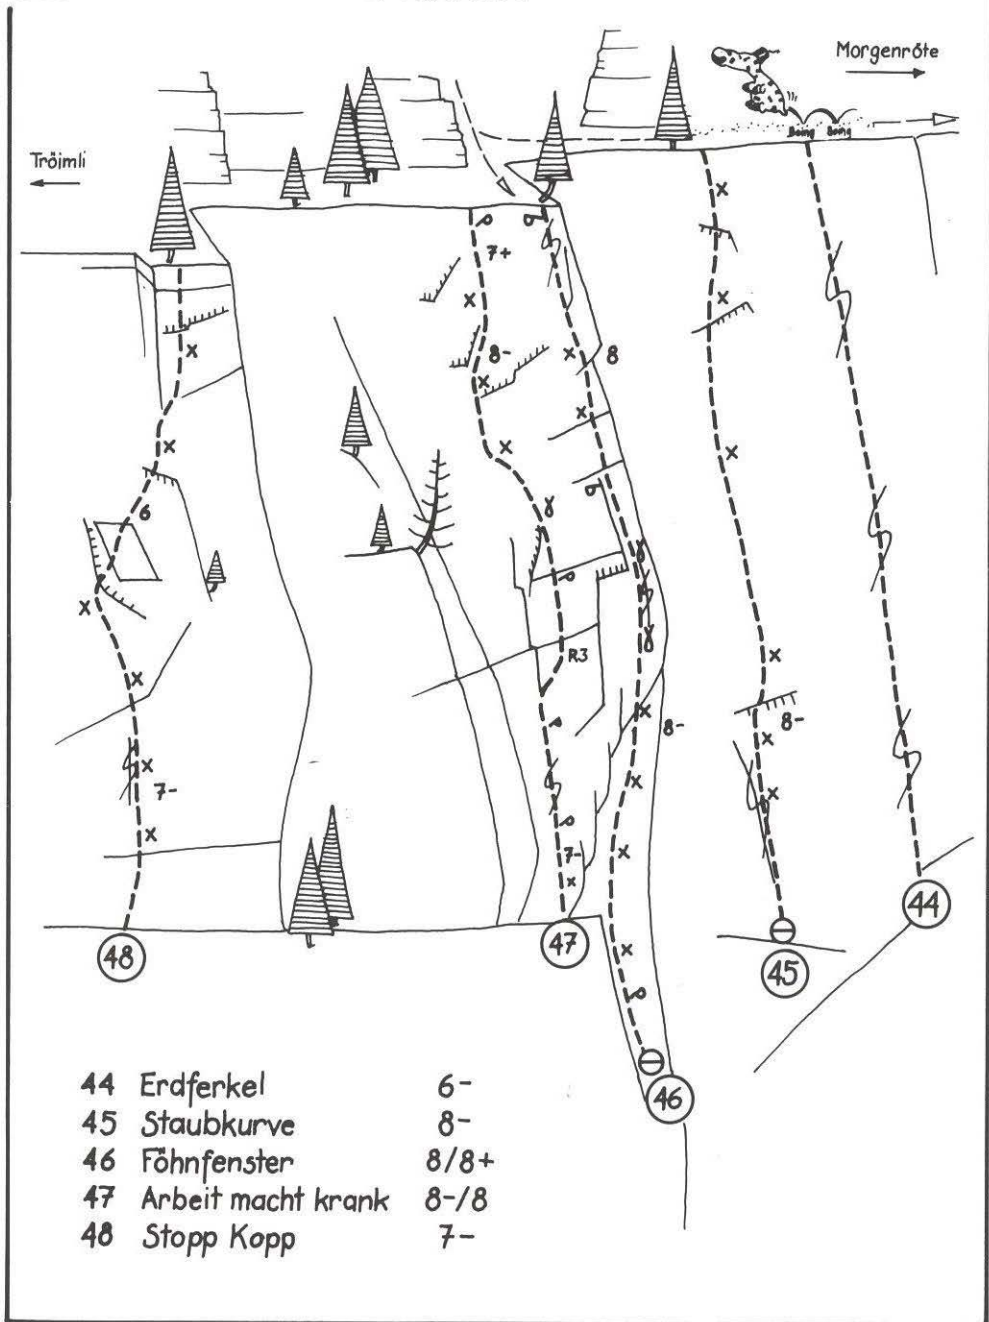 Morgenröte
Boing Boing
Tröjmli
7+
8-
8
6
R3
8-
8-
7-
7-
44
48
47
45
46
44 Erdferkel 6-
45 Staubkurve 8-
46 Föhnfenster 8/8+
47 Arbeit macht krank 8-/8
48 Stopp Kopp 7-